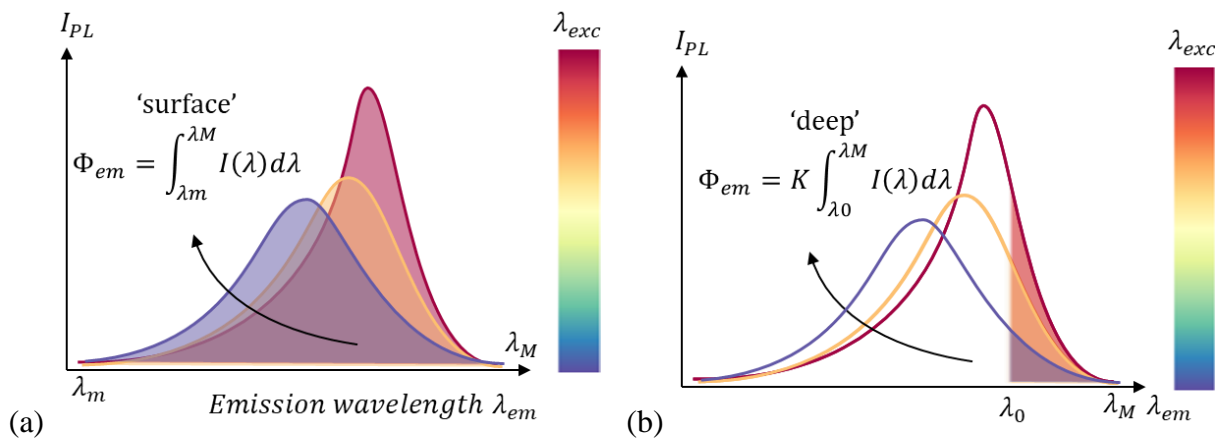 I_PL
λ_exc
'surface'
Φ_em = ∫_λm^λM I(λ)dλ
λ_M
λ_m
Emission wavelength λ_em
(a)
I_PL
λ_exc
'deep'
Φ_em = K ∫_λ0^λM I(λ)dλ
λ_0
λ_M
λ_em
(b)